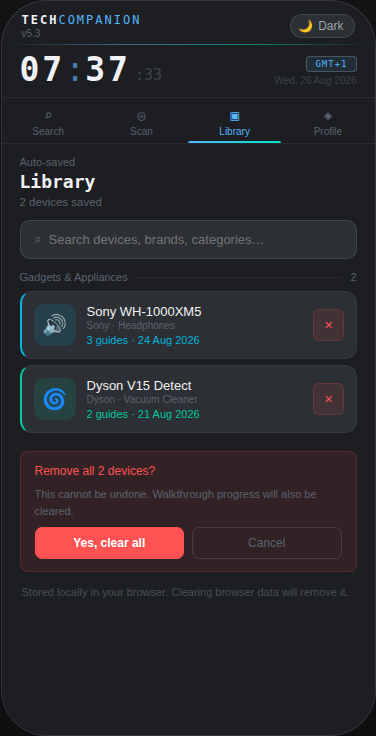 TECHCOMPANION
v5.3
Dark
07:37:33
GMT+1
Wed, 26 Aug 2026
Search
Scan
Library
Profile
Auto-saved
Library
2 devices saved
Search devices, brands, categories…
Gadgets & Appliances
2
Sony WH-1000XM5
Sony · Headphones
3 guides · 24 Aug 2026
×
Dyson V15 Detect
Dyson · Vacuum Cleaner
2 guides · 21 Aug 2026
×
Remove all 2 devices?
This cannot be undone. Walkthrough progress will also be
cleared.
Yes, clear all
Cancel
Stored locally in your browser. Clearing browser data will remove it.